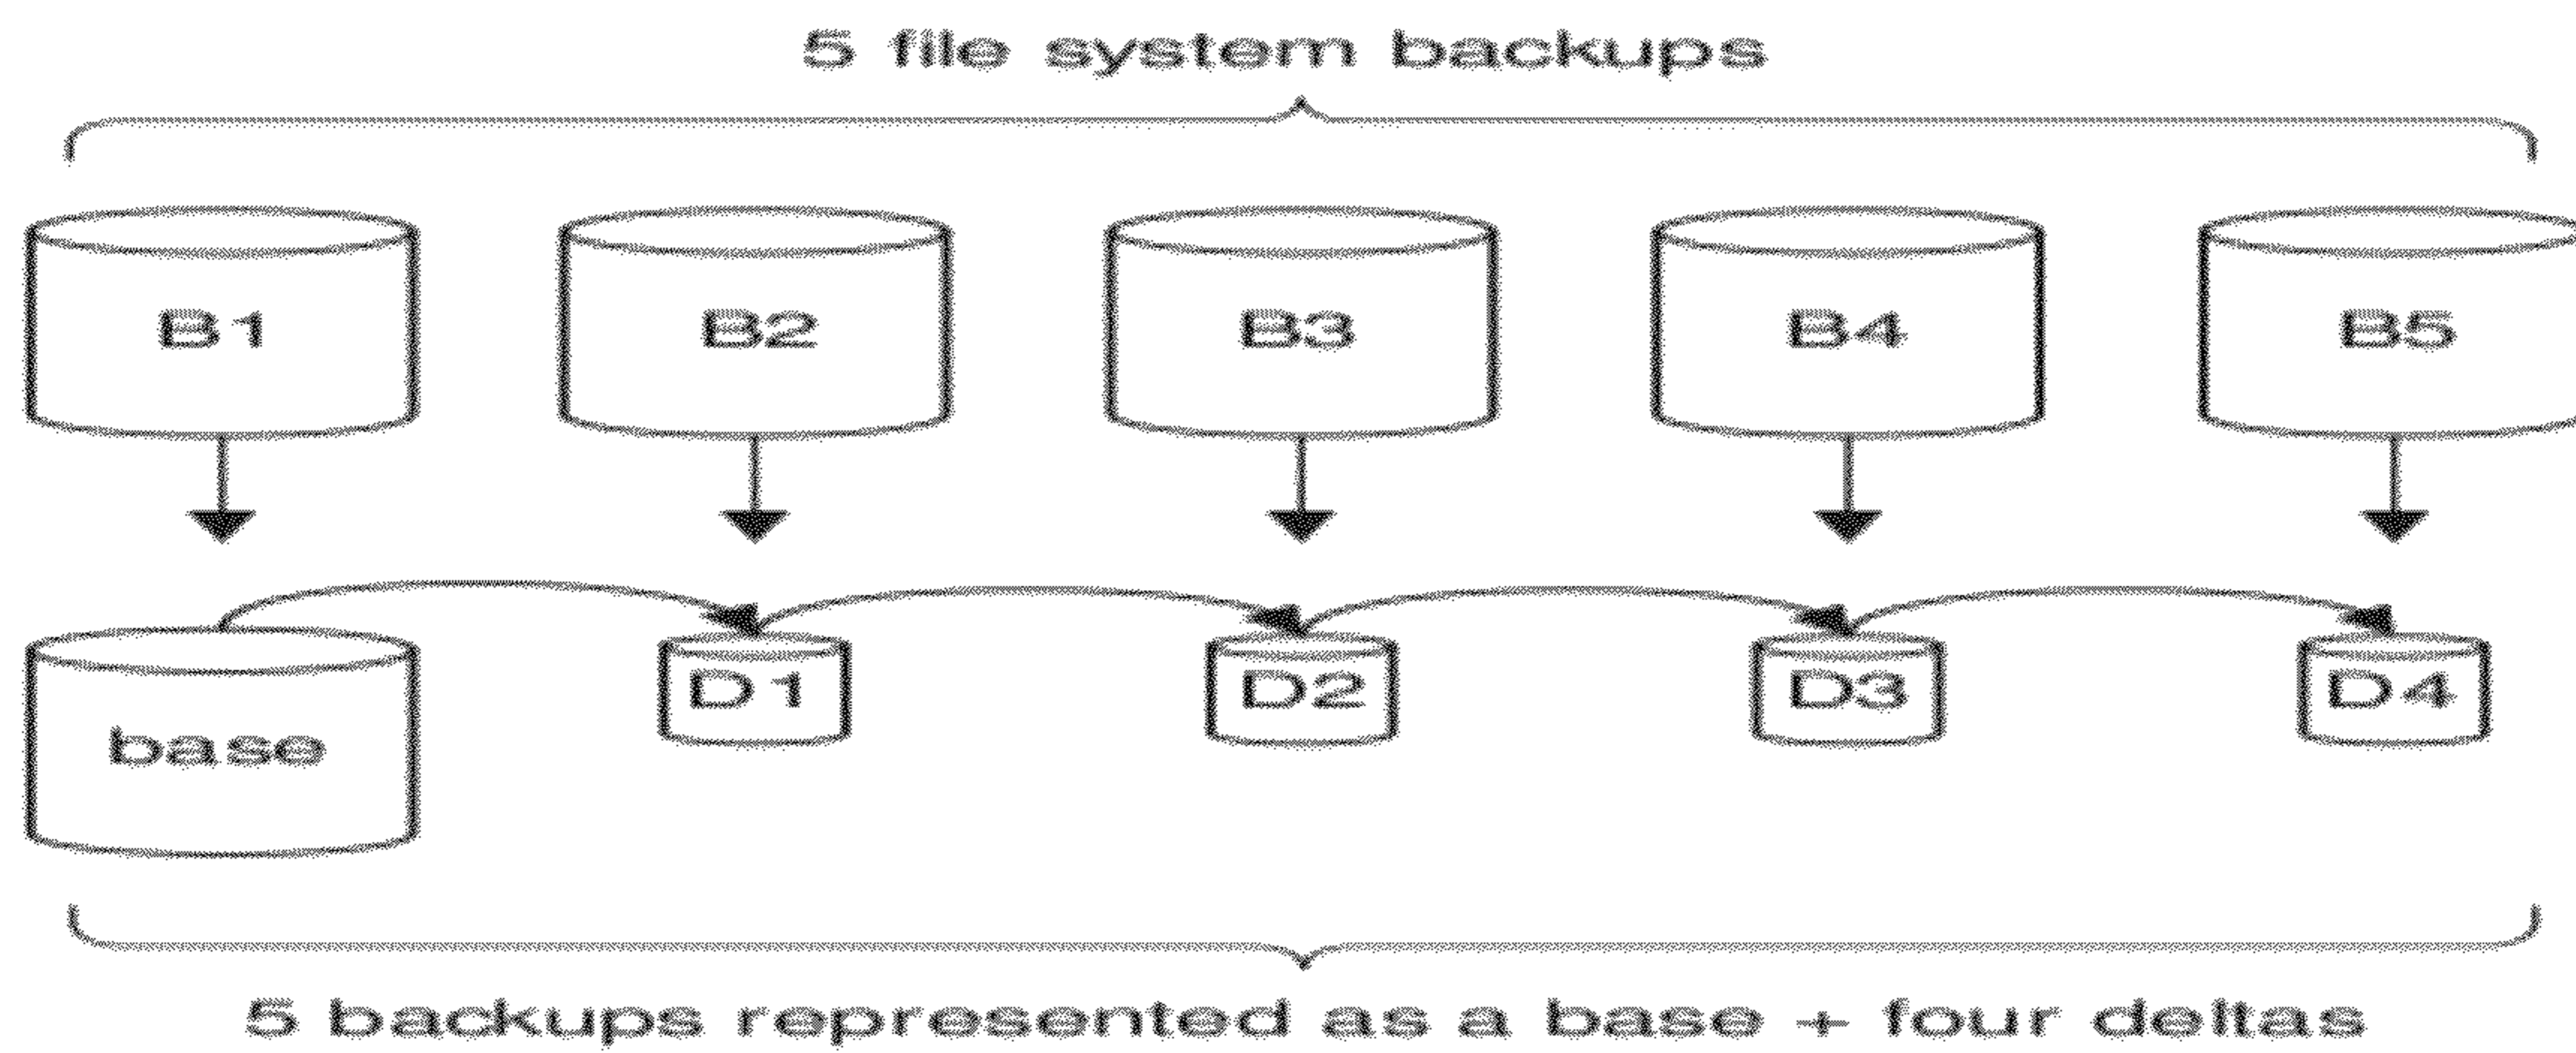 5 file system backups
B1 B2 B3 B4 B5
base D1 D2 D3 D4
5 backups represented as a base + four deltas